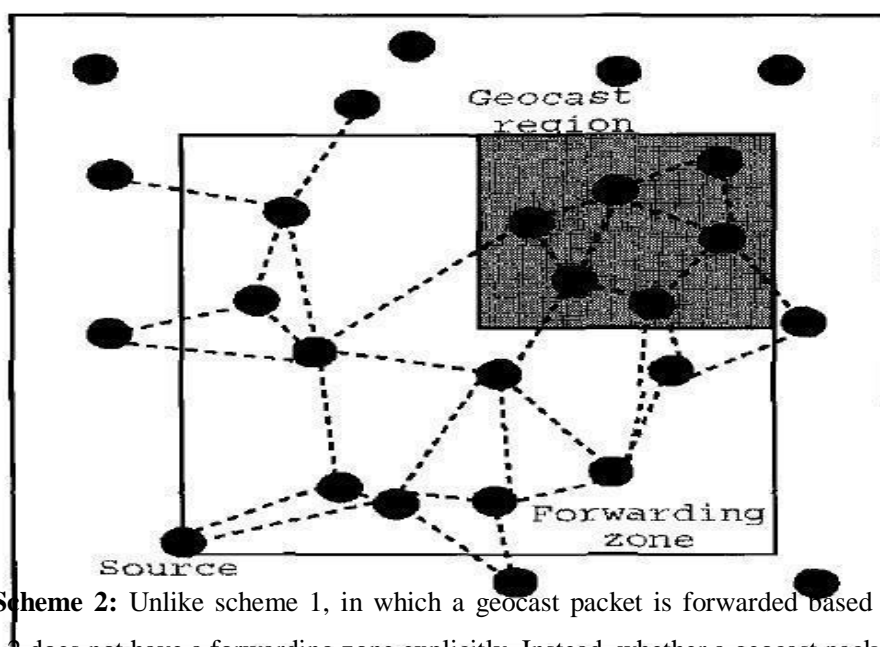 Geocast
region
Forwarding
zone
Source
Scheme 2: Unlike scheme 1, in which a geocast packet is forwarded based
2 does not have a forwarding zone explicitly. Instead, whether a geocast pack